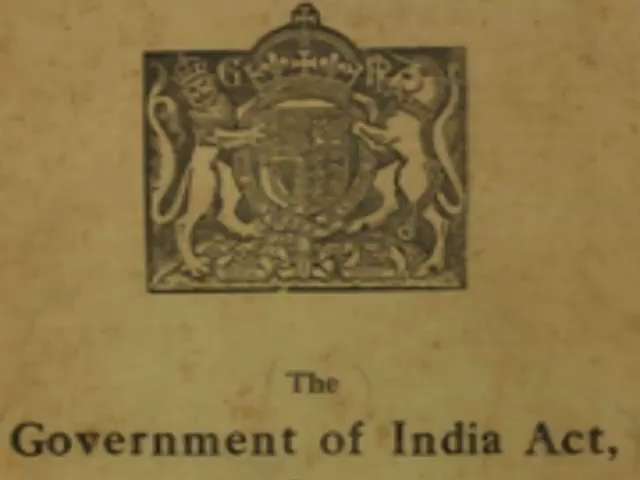 G R
The
Government of India Act,